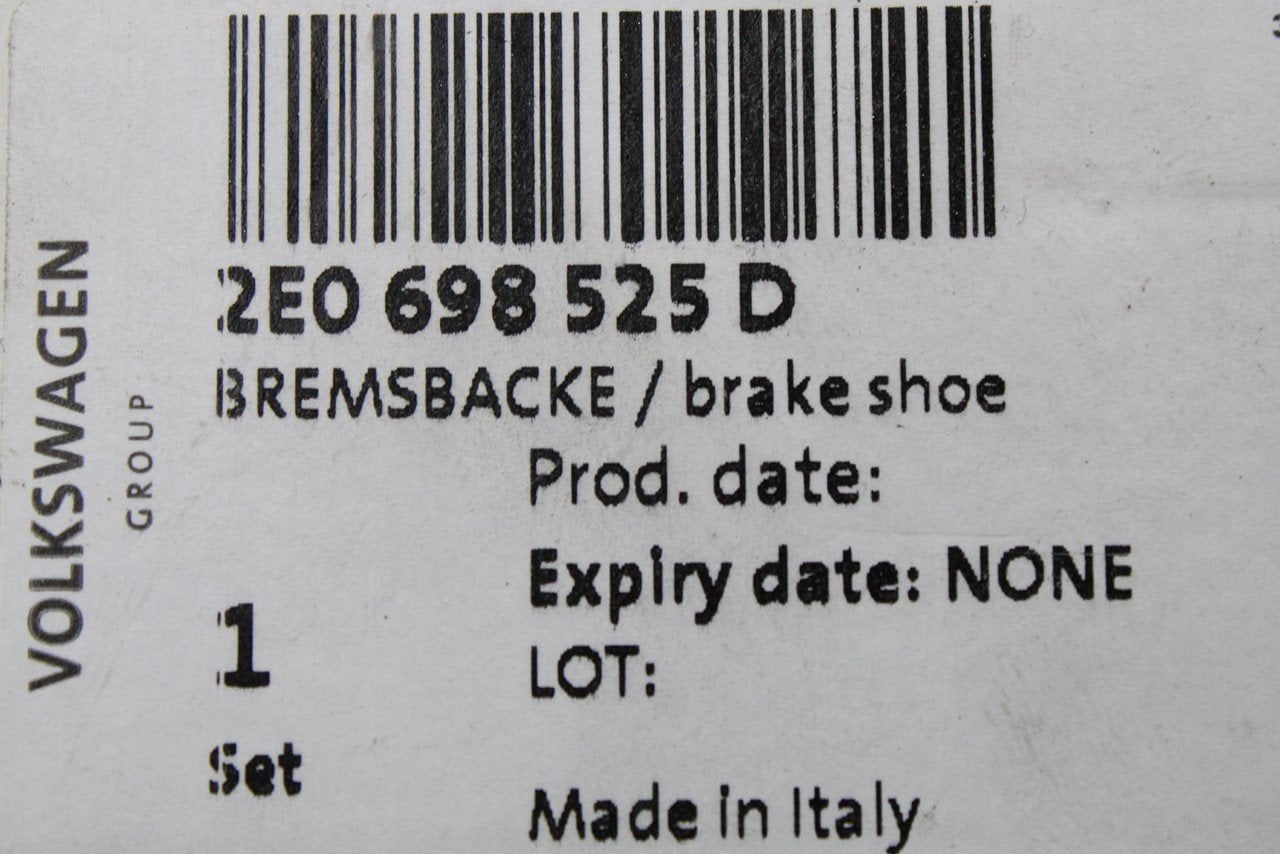 VOLKSWAGEN
GROUP
2E0 698 525 D
BREMSBACKE / brake shoe
Prod. date:
Expiry date: NONE
1
LOT:
Set
Made in Italy